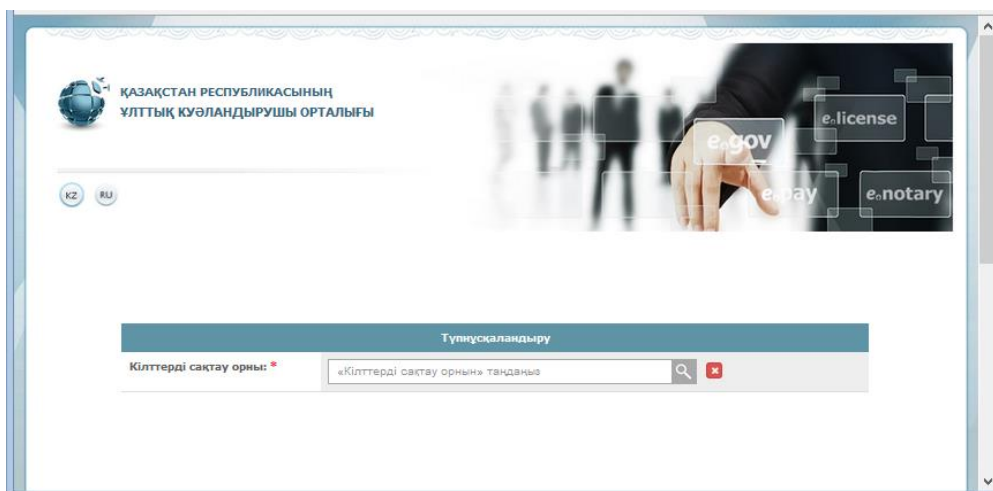 ҚАЗАҚСТАН РЕСПУБЛИКАСЫНЫҢ
ҰЛТТЫҚ КУӘЛАНДЫРУШЫ ОРТАЛЫҒЫ
e.license
e.gov
e.pay
e.notary
KZ RU
Түпнұсқаландыру
Кілттерді сақтау орны: *
«Кілттерді сақтау орнын» таңдаңыз